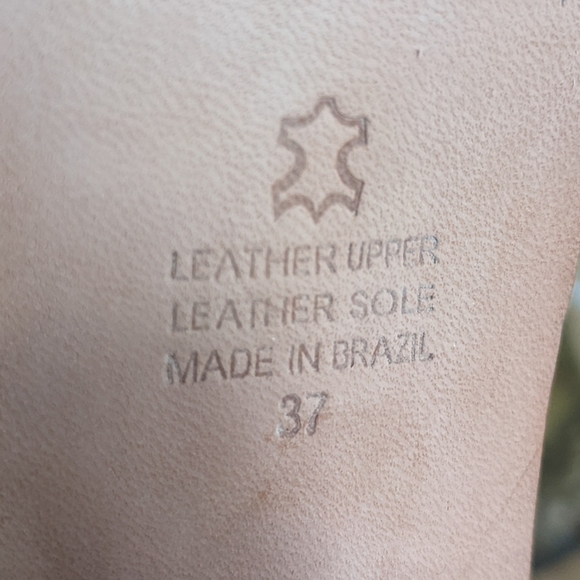 LEATHER UPPER
LEATHER SOLE
MADE IN BRAZIL
37